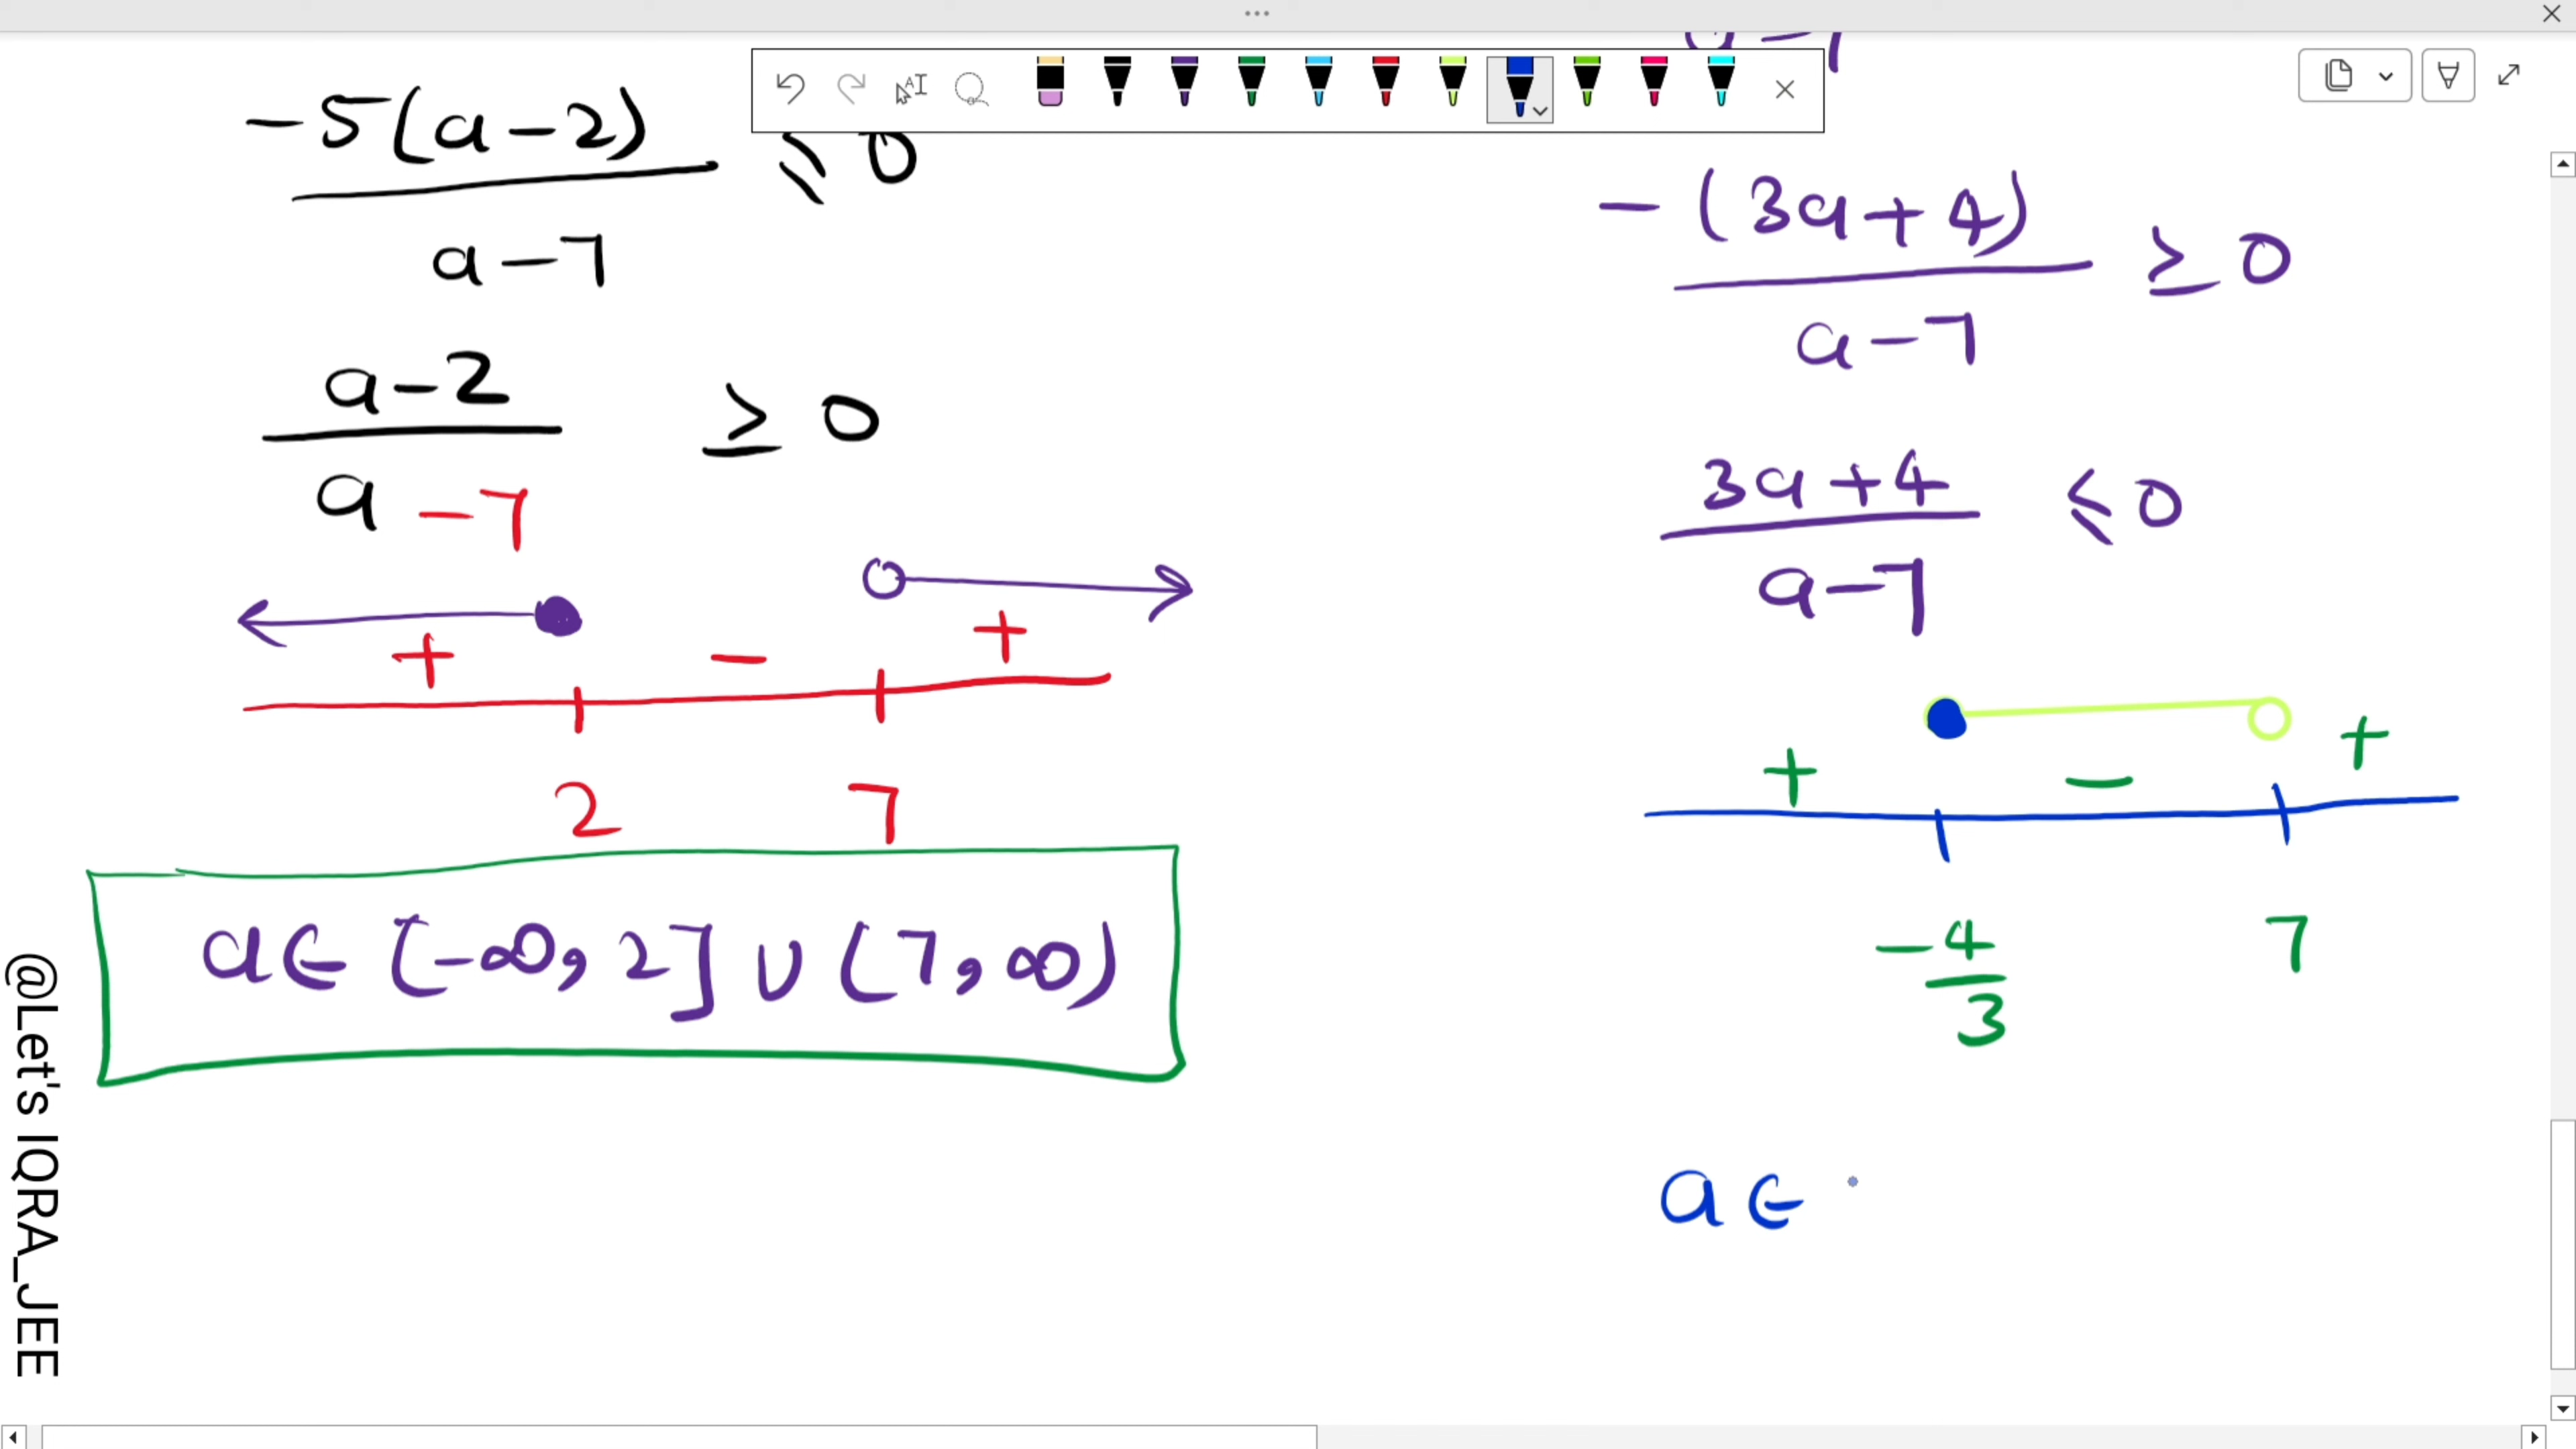 -5(a-2)
≤ 0
a-7
a-2
≥ 0
a -7
+ - +
2 7
a∈ [-∞, 2] ∪ (7, ∞)
-(3a+4)
≥ 0
a-7
3a+4
≤ 0
a-7
+ - +
-4
3
7
a ∈
@Let's IQRA_JEE